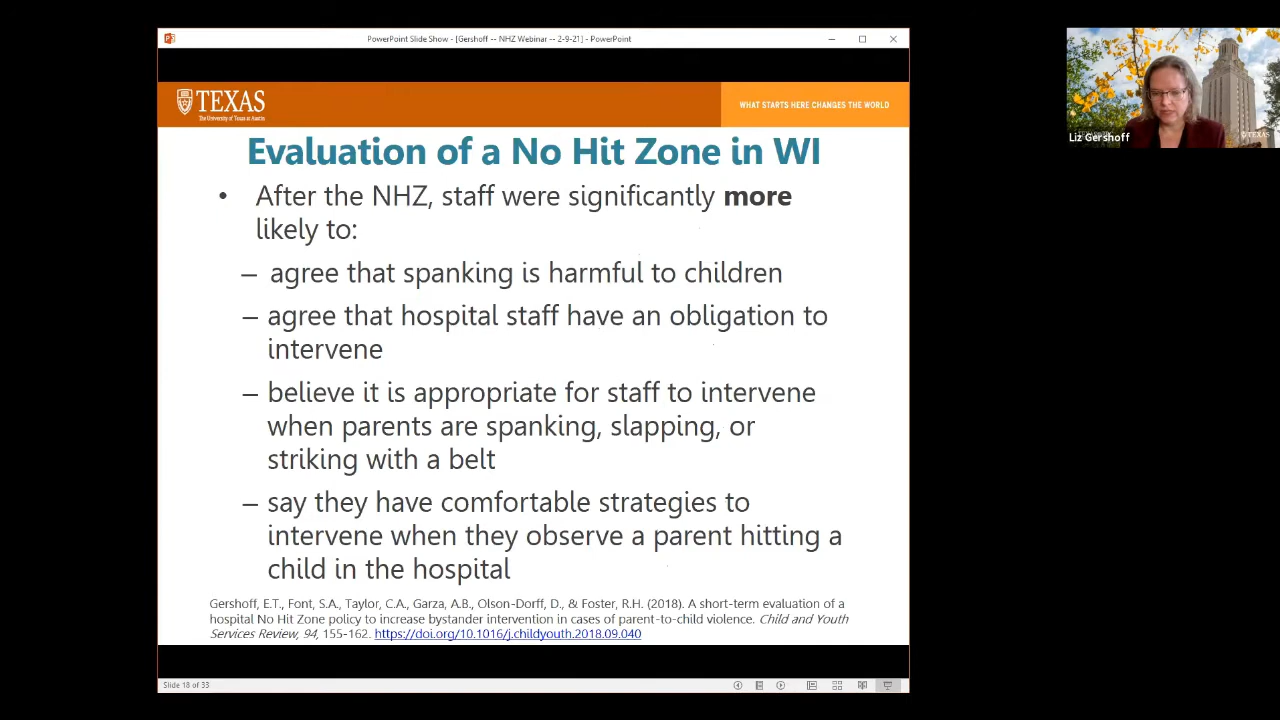 PowerPoint Slide Show - [Gershoff -- NHZ Webinar -- 2-9-21] - PowerPoint
TEXAS
The University of Texas at Austin
WHAT STARTS HERE CHANGES THE WORLD
Evaluation of a No Hit Zone in WI
• After the NHZ, staff were significantly more
likely to:
– agree that spanking is harmful to children
– agree that hospital staff have an obligation to
intervene
– believe it is appropriate for staff to intervene
when parents are spanking, slapping, or
striking with a belt
– say they have comfortable strategies to
intervene when they observe a parent hitting a
child in the hospital
Gershoff, E.T., Font, S.A., Taylor, C.A., Garza, A.B., Olson-Dorff, D., & Foster, R.H. (2018). A short-term evaluation of a
hospital No Hit Zone policy to increase bystander intervention in cases of parent-to-child violence. Child and Youth
Services Review, 94, 155-162. https://doi.org/10.1016/j.childyouth.2018.09.040
Slide 18 of 33
Liz Gershoff
TEXAS